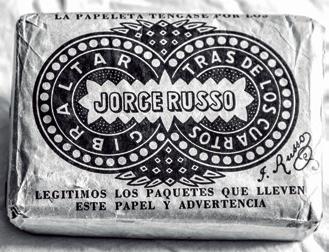 LA PAPELETA TENGASE POR LOS
GIBRALTAR
TRAS DE LOS CUARTOS
JORGE RUSSO
J. Russo
LEGITIMOS LOS PAQUETES QUE LLEVEN
ESTE PAPEL Y ADVERTENCIA